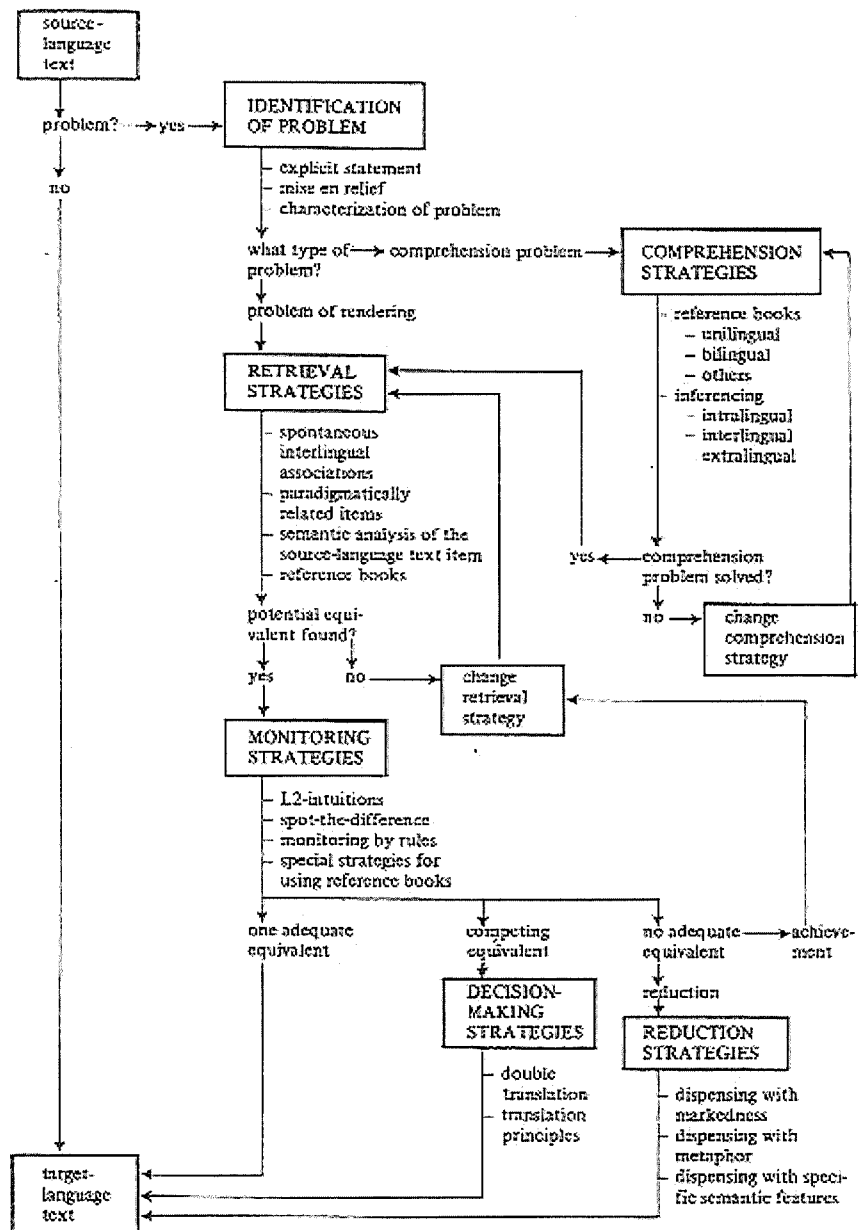 source-
language
text
problem? yes
IDENTIFICATION
OF PROBLEM
no
– explicit statement
– mise en relief
– characterization of problem
what type of comprehension problem
problem?
COMPREHENSION
STRATEGIES
problem of rendering
– reference books
– unilingual
– bilingual
– others
– inferencing
– intralingual
– interlingual
extralingual
RETRIEVAL
STRATEGIES
– spontaneous
interlingual
associations
– paradigmatically
related items
– semantic analysis of the
source-language text item
– reference books
yes comprehension
problem solved?
no
change
comprehension
strategy
potential equi-
valent found?
yes no
change
retrieval
strategy
MONITORING
STRATEGIES
– L2-intuitions
– spot-the-difference
– monitoring by rules
– special strategies for
using reference books
one adequate
equivalent
competing
equivalent
no adequate
equivalent
achieve-
ment
reduction
DECISION-
MAKING
STRATEGIES
REDUCTION
STRATEGIES
– double
translation
– translation
principles
– dispensing with
markedness
– dispensing with
metaphor
– dispensing with speci-
fic semantic features
target-
language
text